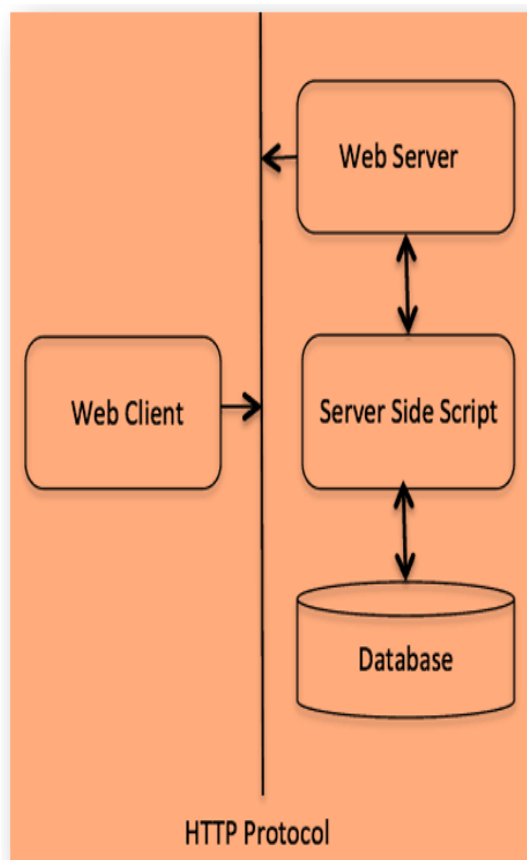 Web Server
Web Client
Server Side Script
Database
HTTP Protocol